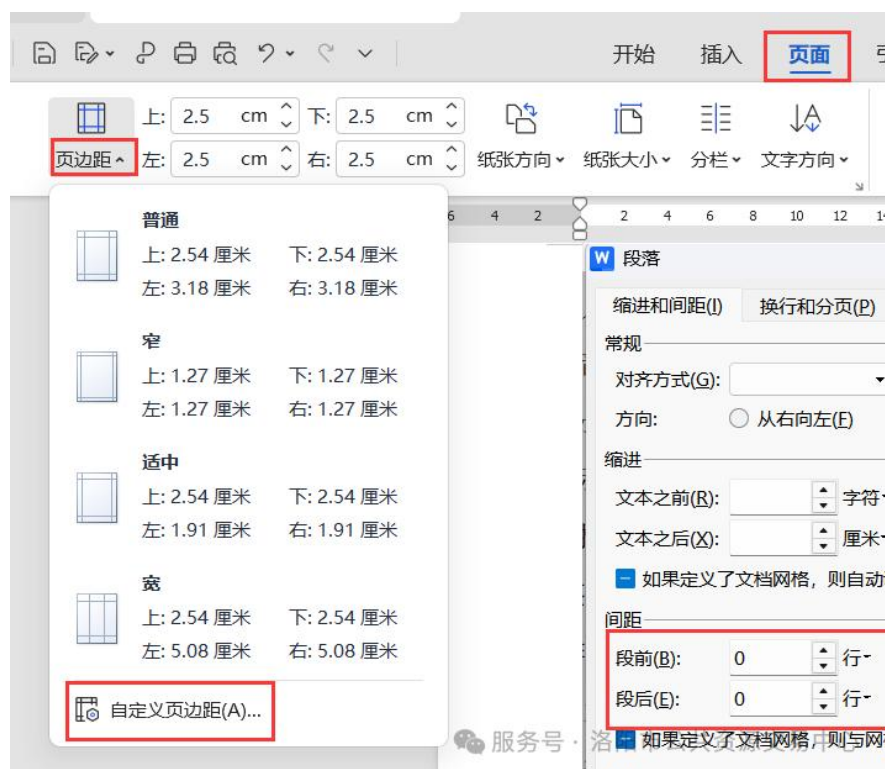 开始 插入 页面
上: 2.5 cm 下: 2.5 cm
页边距 左: 2.5 cm 右: 2.5 cm 纸张方向 纸张大小 分栏 文字方向
6 4 2 2 4 6 8 10 12
普通
上: 2.54 厘米 下: 2.54 厘米
左: 3.18 厘米 右: 3.18 厘米
窄
上: 1.27 厘米 下: 1.27 厘米
左: 1.27 厘米 右: 1.27 厘米
适中
上: 2.54 厘米 下: 2.54 厘米
左: 1.91 厘米 右: 1.91 厘米
宽
上: 2.54 厘米 下: 2.54 厘米
左: 5.08 厘米 右: 5.08 厘米
自定义页边距(A)...
W 段落
缩进和间距(I) 换行和分页(P)
常规
对齐方式(G):
方向: 从右向左(F)
缩进
文本之前(R): 字符
文本之后(X): 厘米
如果定义了文档网格，则自动
间距
段前(B): 0 行
段后(E): 0 行
如果定义了文档网格，则与网
服务号 · 洛